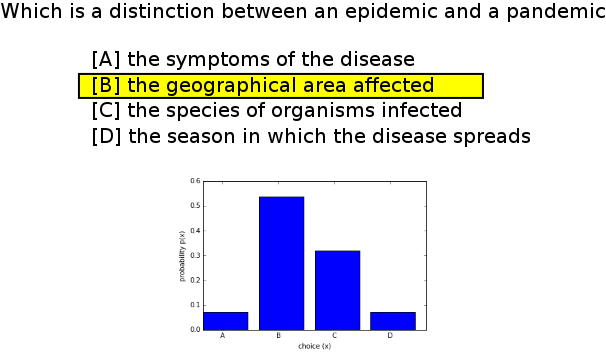 Which is a distinction between an epidemic and a pandemic
[A] the symptoms of the disease
[B] the geographical area affected
[C] the species of organisms infected
[D] the season in which the disease spreads
0.6
0.5
0.4
0.3
0.2
0.1
0.0
probability p(x)
A B C D
choice (x)